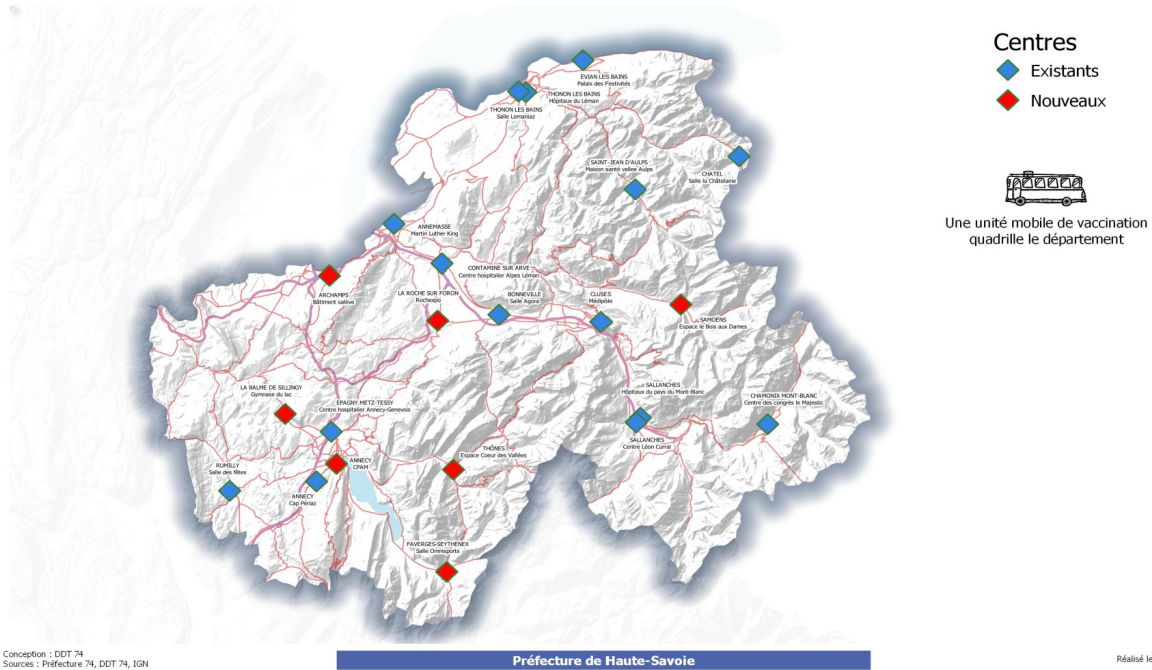 Centres
Existants
Nouveaux
Une unité mobile de vaccination
quadrille le département
EVIAN LES BAINS
Palais des Festivités
THONON LES BAINS
Hôpitaux du Léman
THONON LES BAINS
Salle Lemaniaz
SAINT-JEAN D'AULPS
Maison santé vallee Aulps
CHATEL
Salle la Châtelaine
ANNEMASSE
Martin Luther King
CONTAMINE SUR ARVE
Centre hospitalier Alpes Léman
ARCHAMPS
Bâtiment salève
LA ROCHE SUR FORON
Rochexpo
BONNEVILLE
Salle Agora
CLUSES
Médipôle
SAMOENS
Espace le Bois aux Dames
LA BALME DE SILLINGY
Gymnase du lac
EPAGNY METZ-TESSY
Centre hospitalier Annecy-Genevois
SALLANCHES
Hôpitaux du pays du Mont-Blanc
CHAMONIX MONT-BLANC
Centre des congrès le Majestic
SALLANCHES
Centre Léon Curral
THÔNES
Espace Coeur des Vallées
RUMILLY
Salle des fêtes
ANNECY
CPAM
ANNECY
Cap Périaz
FAVERGES-SEYTHENEX
Salle Omnisports
Conception : DDT 74
Sources : Préfecture 74, DDT 74, IGN
Préfecture de Haute-Savoie
Réalisé le